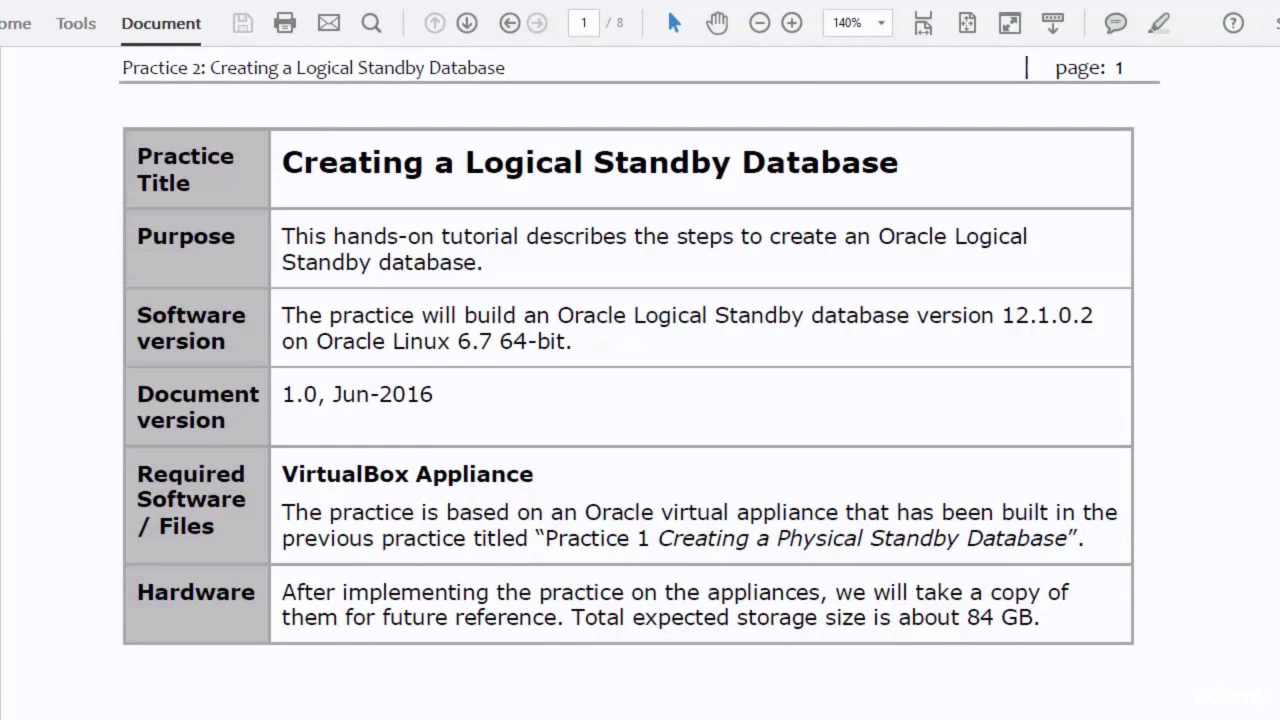 ome Tools Document 1 / 8 140%
Practice 2: Creating a Logical Standby Database | page: 1
Practice Title
Creating a Logical Standby Database
Purpose
This hands-on tutorial describes the steps to create an Oracle Logical
Standby database.
Software
version
The practice will build an Oracle Logical Standby database version 12.1.0.2
on Oracle Linux 6.7 64-bit.
Document
version
1.0, Jun-2016
Required
Software
/ Files
VirtualBox Appliance
The practice is based on an Oracle virtual appliance that has been built in the
previous practice titled “Practice 1 Creating a Physical Standby Database”.
Hardware
After implementing the practice on the appliances, we will take a copy of
them for future reference. Total expected storage size is about 84 GB.
udemy